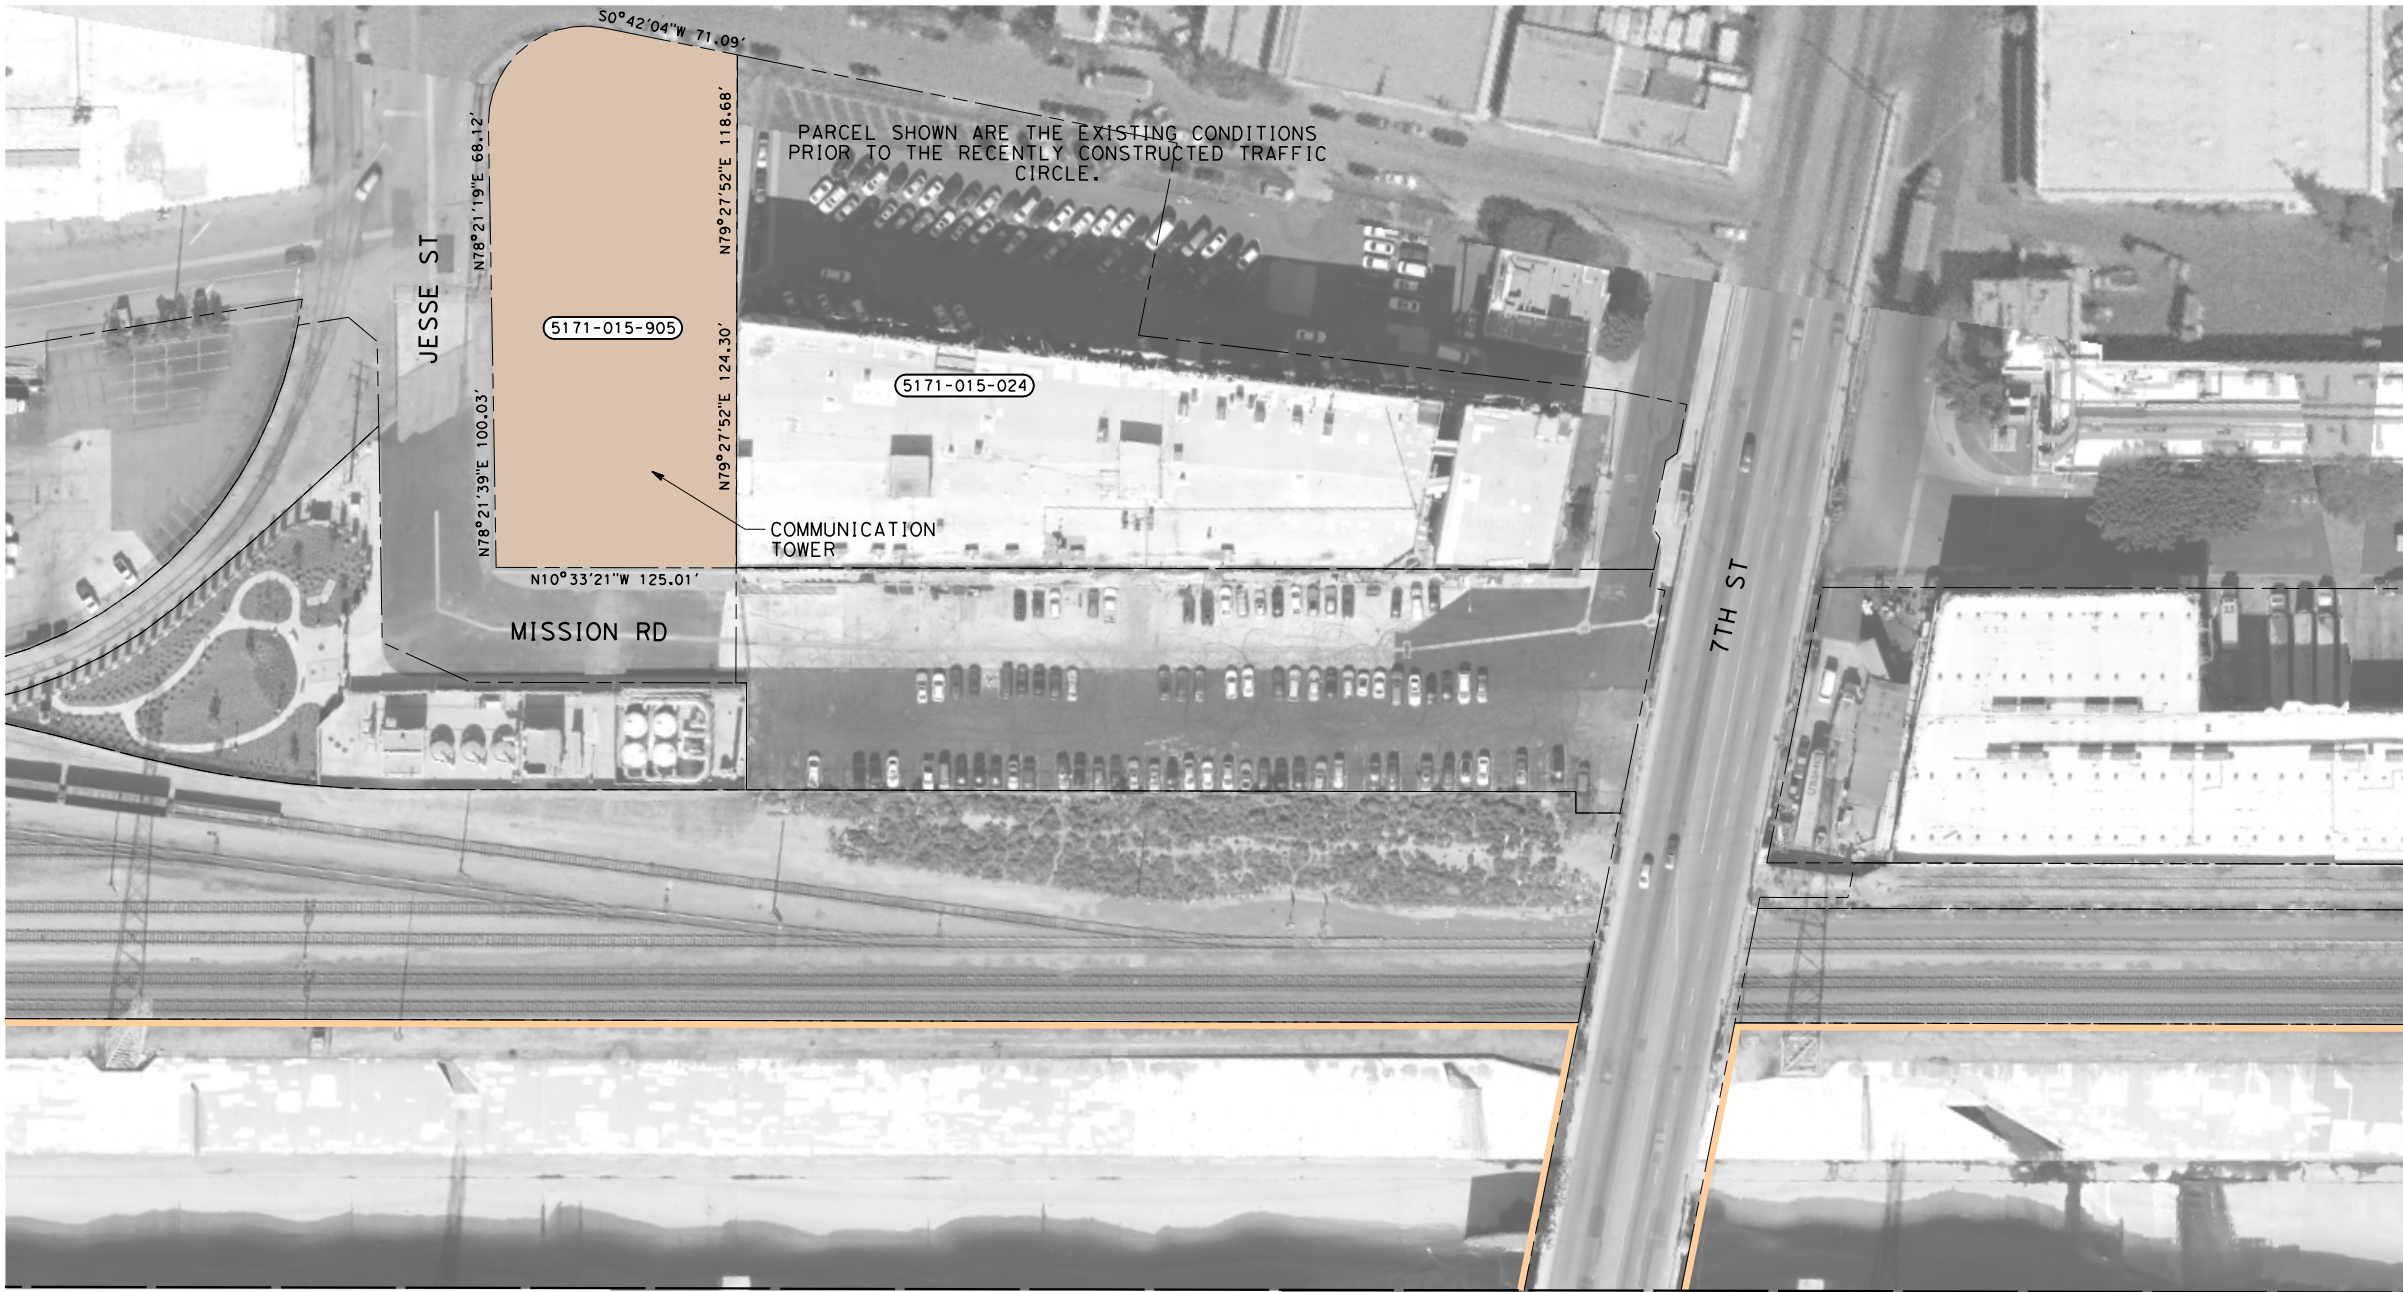 S0°42'04"W 71.09'
N78°21'19"E 68.12'
N79°27'52"E 118.68'
PARCEL SHOWN ARE THE EXISTING CONDITIONS
PRIOR TO THE RECENTLY CONSTRUCTED TRAFFIC
CIRCLE.
JESSE ST
5171-015-905
N79°27'52"E 124.30'
5171-015-024
N78°21'39"E 100.03'
COMMUNICATION
TOWER
N10°33'21"W 125.01'
MISSION RD
7TH ST